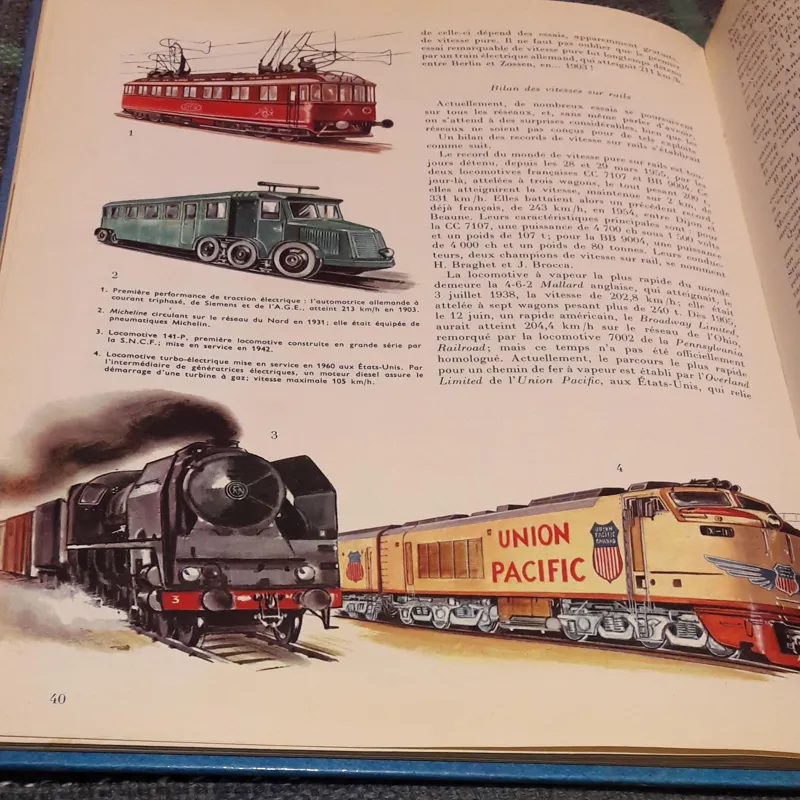 de celle-ci dépend des essais, apparemment gratuits,
de vitesse pure. Il ne faut pas oublier que le premier
essai remarquable de vitesse pure fut longtemps détenu
par un train électrique allemand, qui atteignit 211 km/h,
entre Berlin et Zossen, en... 1903 !
Bilan des vitesses sur rails
Actuellement, de nombreux essais se poursuivent
sur tous les réseaux, et, sans même parler d'avenir,
on s'attend à des surprises considérables, bien que les
réseaux ne soient pas conçus pour de tels exploits.
Un bilan des records de vitesse sur rails s'établirait
comme suit.
Le record du monde de vitesse pure sur rails est tou-
jours détenu, depuis les 28 et 29 mars 1955, par les
deux locomotives françaises CC 7107 et BB 9004. Ces
jour-là, attelées à trois wagons, le tout pesant 200 t,
elles atteignirent la vitesse, maintenue sur 2 km, de
331 km/h. Elles battaient alors un précédent record
déjà français, de 243 km/h, en 1954, entre Dijon et
Beaune. Leurs caractéristiques principales sont : pour
la CC 7107, une puissance de 4 700 ch sous 1 500 volts
et un poids de 107 t ; pour la BB 9004, une puissance
de 4 000 ch et un poids de 80 tonnes. Leurs conduc-
teurs, deux champions de vitesse sur rail, se nomment
H. Braghet et J. Brocca.
La locomotive à vapeur la plus rapide du monde
demeure la 4-6-2 Mallard anglaise, qui atteignait, le
3 juillet 1938, la vitesse de 202,8 km/h ; elle était
attelée à sept wagons pesant plus de 240 t. Dès 1905,
le 12 juin, un rapide américain, le Broadway Limited,
aurait atteint 204,4 km/h sur le réseau de l'Ohio,
remorqué par la locomotive 7002 de la Pennsylvania
Railroad ; mais ce temps n'a pas été officiellement
homologué. Actuellement, le parcours le plus rapide
pour un chemin de fer à vapeur est établi par l'Overland
Limited de l'Union Pacific, aux États-Unis, qui relie
1
2
1. Première performance de traction électrique : l'automotrice allemande à
courant triphasé, de Siemens et de l'A.G.E., atteint 213 km/h en 1903.
2. Micheline circulant sur le réseau du Nord en 1931 ; elle était équipée de
pneumatiques Michelin.
3. Locomotive 141-P, première locomotive construite en grande série par
la S.N.C.F. ; mise en service en 1942.
4. Locomotive turbo-électrique mise en service en 1960 aux États-Unis. Par
l'intermédiaire de génératrices électriques, un moteur diesel assure le
démarrage d'une turbine à gaz ; vitesse maximale 105 km/h.
3
4
UNION
PACIFIC
UNION
PACIFIC
X-1
3
40